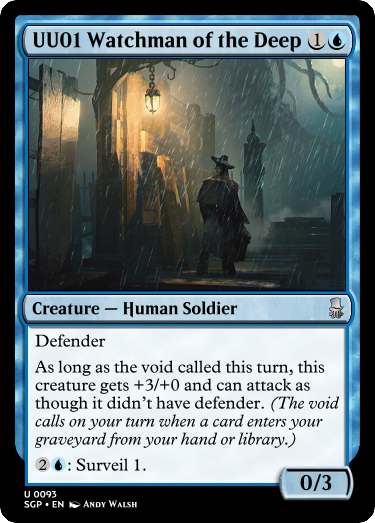 UU01 Watchman of the Deep 1
Creature — Human Soldier
Defender
As long as the void called this turn, this
creature gets +3/+0 and can attack as
though it didn't have defender. (The void
calls on your turn when a card enters your
graveyard from your hand or library.)
2: Surveil 1.
0/3
U 0093
SGP • EN Andy Walsh